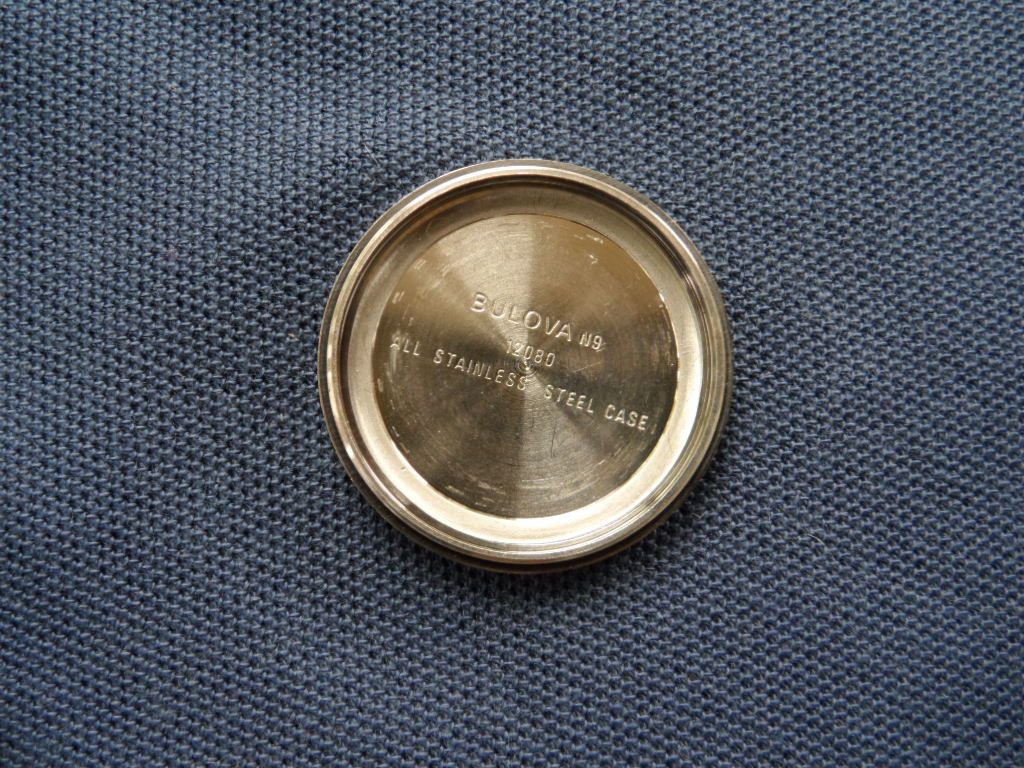 BULOVA N9
12080
ALL STAINLESS STEEL CASE